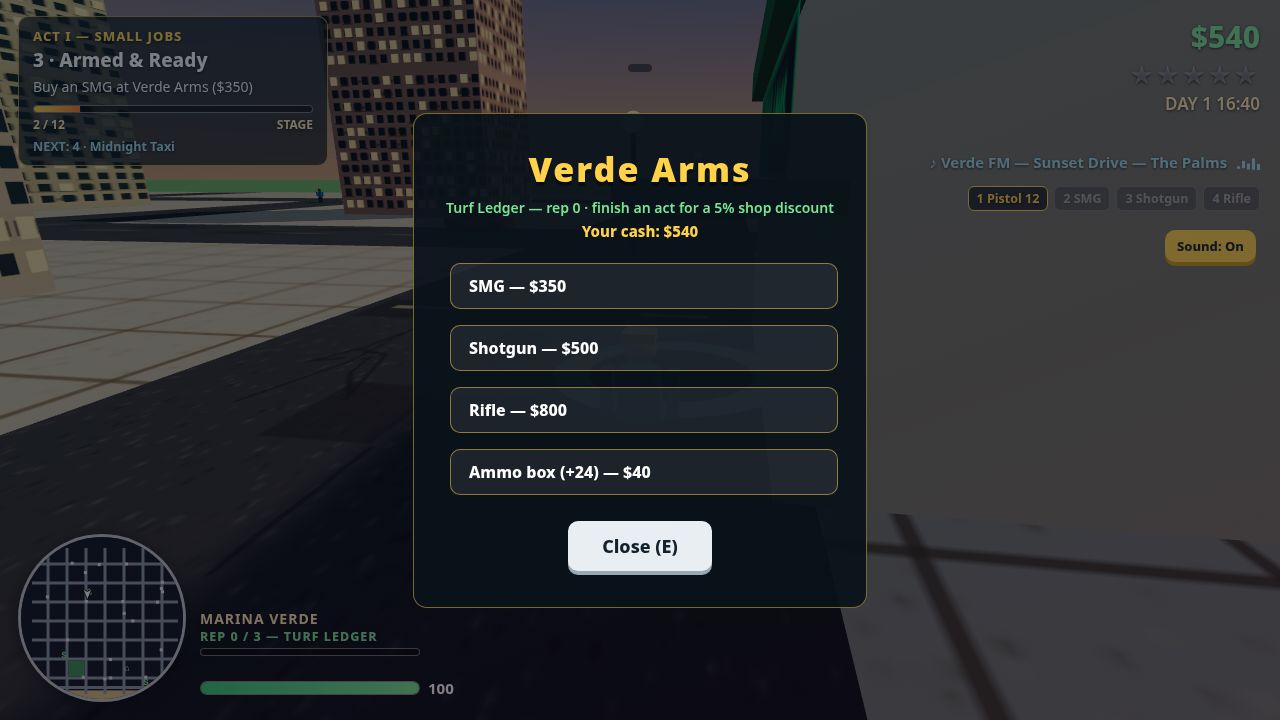 ACT I — SMALL JOBS
3 · Armed & Ready
Buy an SMG at Verde Arms ($350)
2 / 12 STAGE
NEXT: 4 · Midnight Taxi
$540
★★★★★
DAY 1 16:40
♪ Verde FM — Sunset Drive — The Palms
1 Pistol 12 2 SMG 3 Shotgun 4 Rifle
Sound: On
Verde Arms
Turf Ledger — rep 0 · finish an act for a 5% shop discount
Your cash: $540
SMG — $350
Shotgun — $500
Rifle — $800
Ammo box (+24) — $40
Close (E)
MARINA VERDE
REP 0 / 3 — TURF LEDGER
100